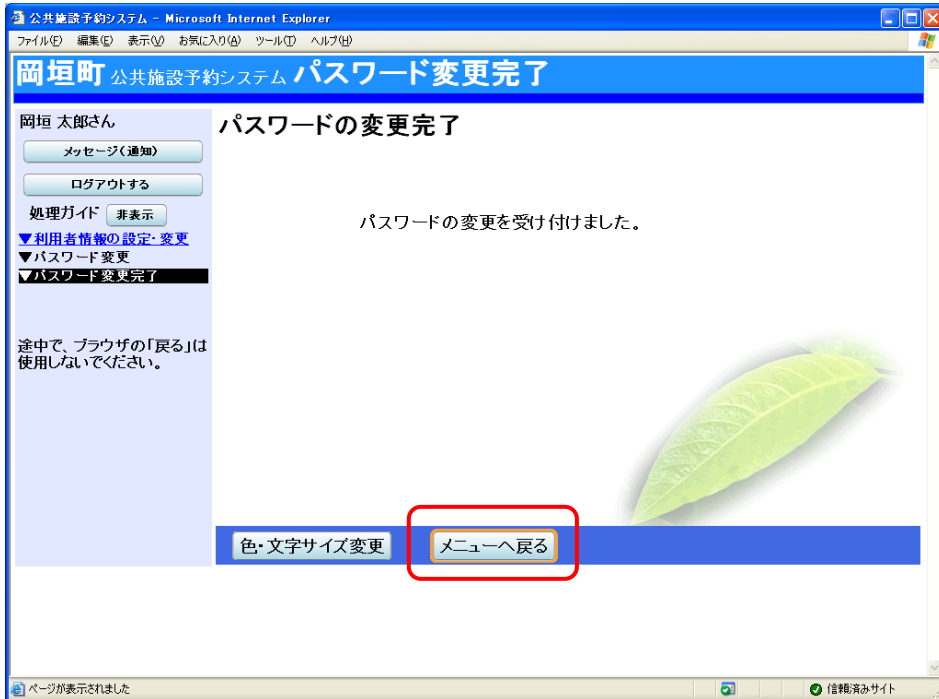 公共施設予約システム - Microsoft Internet Explorer
ファイル(F) 編集(E) 表示(V) お気に入り(A) ツール(T) ヘルプ(H)
岡垣町 公共施設予約システム パスワード変更完了
岡垣 太郎さん
メッセージ(通知)
ログアウトする
処理ガイド 非表示
▼利用者情報の設定・変更
▼パスワード変更
▼パスワード変更完了
途中で、ブラウザの「戻る」は
使用しないでください。
パスワードの変更完了
パスワードの変更を受け付けました。
色・文字サイズ変更 メニューへ戻る
ページが表示されました 信頼済みサイト